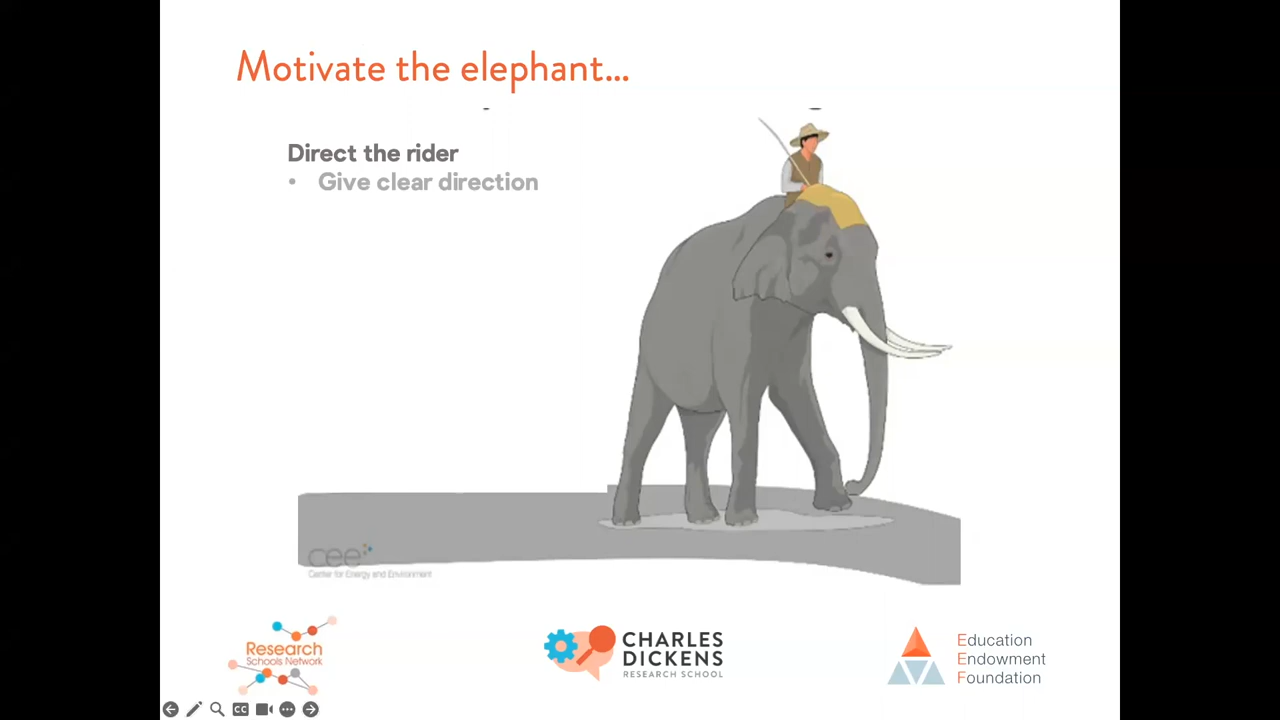 Motivate the elephant...
Direct the rider
• Give clear direction
cee
Center for Energy and Environment
Research
Schools Network
CHARLES
DICKENS
RESEARCH SCHOOL
Education
Endowment
Foundation
CC